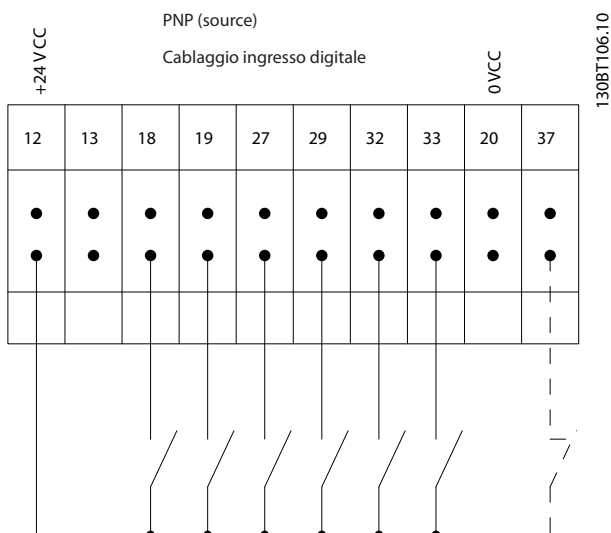 PNP (source)
Cablaggio ingresso digitale
+24 V CC
0 VCC
130BT106.10
12 13 18 19 27 29 32 33 20 37